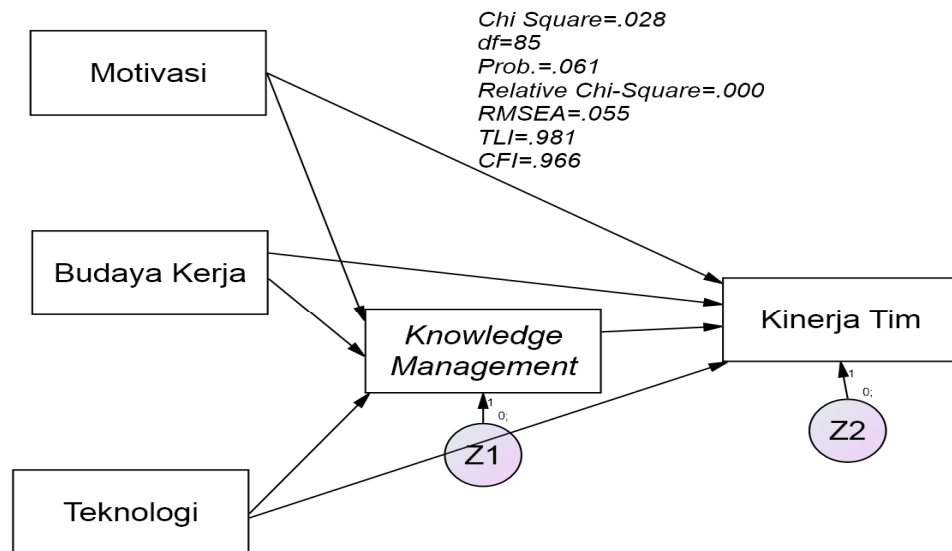 Chi Square=.028
df=85
Prob.=.061
Relative Chi-Square=.000
RMSEA=.055
TLI=.981
CFI=.966
Motivasi
Budaya Kerja
Knowledge
Management
Kinerja Tim
Teknologi
1
0;
Z1
1
0;
Z2